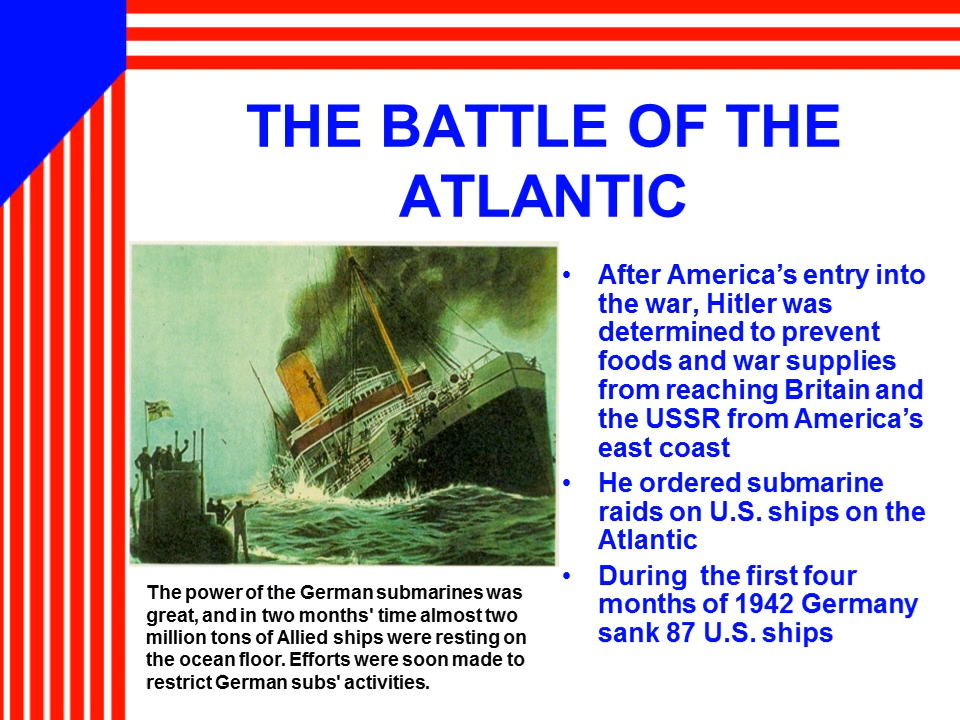 THE BATTLE OF THE
ATLANTIC
• After America’s entry into
the war, Hitler was
determined to prevent
foods and war supplies
from reaching Britain and
the USSR from America’s
east coast
• He ordered submarine
raids on U.S. ships on the
Atlantic
• During  the first four
months of 1942 Germany
sank 87 U.S. ships
The power of the German submarines was
great, and in two months' time almost two
million tons of Allied ships were resting on
the ocean floor. Efforts were soon made to
restrict German subs' activities.